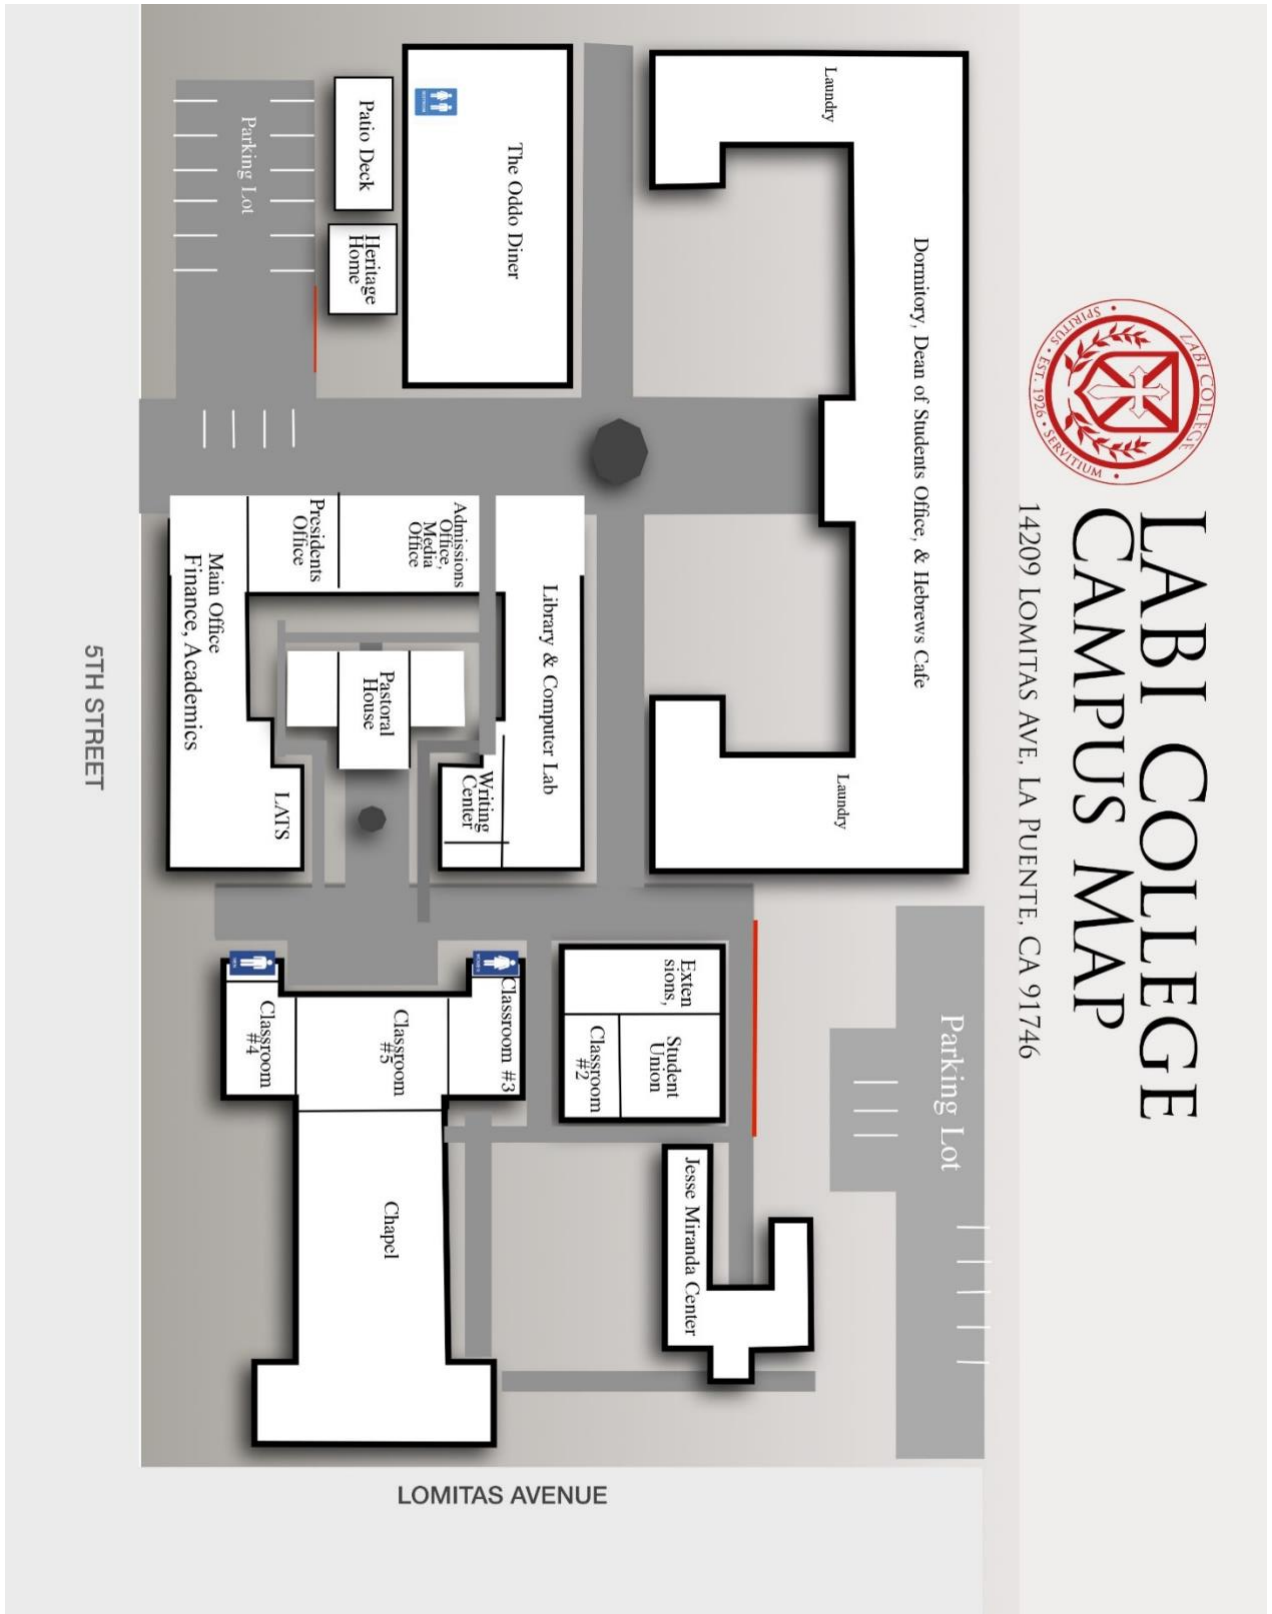 LABI COLLEGE
SPIRITUS • EST. 1926 • SERVITIUM
LABI COLLEGE
CAMPUS MAP
14209 LOMITAS AVE, LA PUENTE, CA 91746
Laundry
Dormitory, Dean of Students Office, & Hebrews Cafe
Laundry
Parking Lot
The Oddo Diner
Patio Deck
Heritage
Home
Parking Lot
Library & Computer Lab
Writing
Center
Admissions
Office,
Media
Office
Presidents
Office
Pastoral
House
Main Office
Finance, Academics
LATS
Exten
sions,
Student
Union
Classroom
#2
Jesse Miranda Center
WOMEN
Classroom #3
Classroom
#5
MEN
Classroom
#4
Chapel
LOMITAS AVENUE
5TH STREET